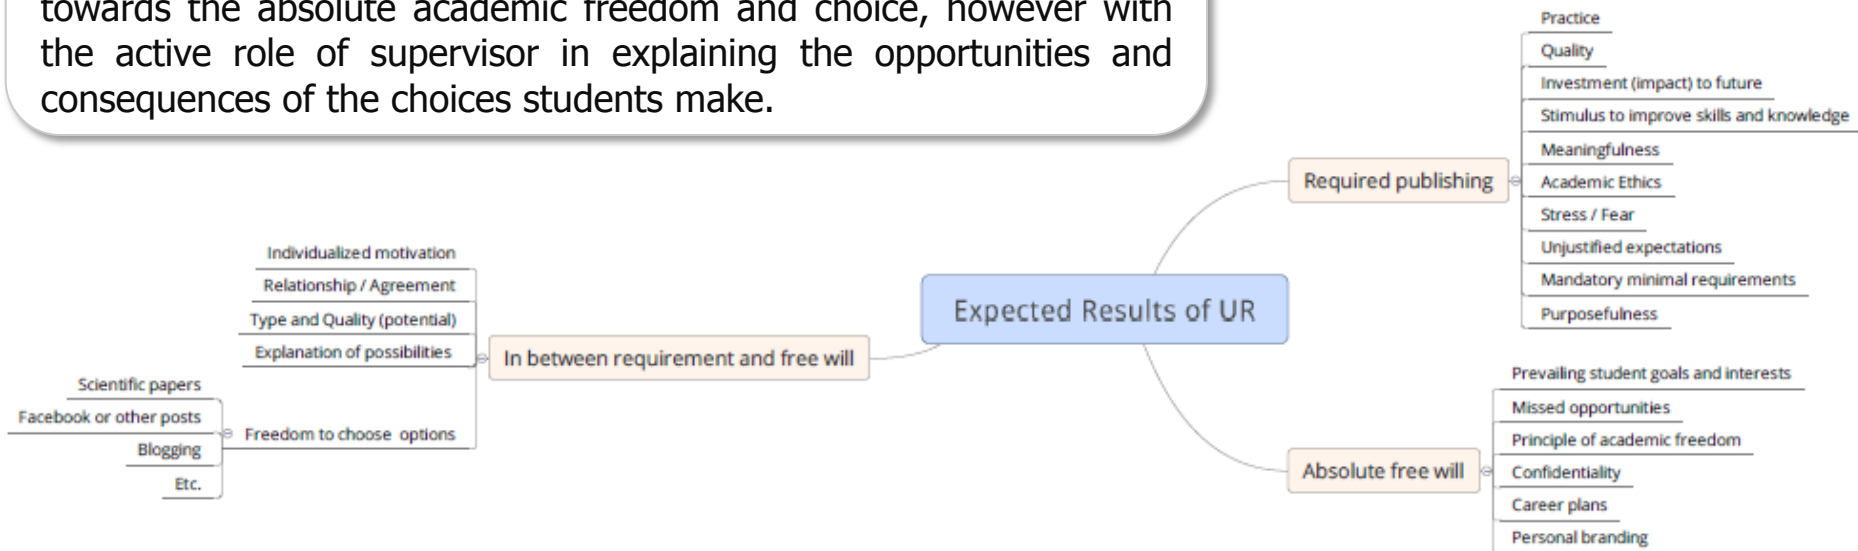 towards the absolute academic freedom and choice, however with
the active role of supervisor in explaining the opportunities and
consequences of the choices students make.
Expected Results of UR
Required publishing
Practice
Quality
Investment (impact) to future
Stimulus to improve skills and knowledge
Meaningfulness
Academic Ethics
Stress / Fear
Unjustified expectations
Mandatory minimal requirements
Purposefulness
Absolute free will
Prevailing student goals and interests
Missed opportunities
Principle of academic freedom
Confidentiality
Career plans
Personal branding
In between requirement and free will
Individualized motivation
Relationship / Agreement
Type and Quality (potential)
Explanation of possibilities
Freedom to choose options
Scientific papers
Facebook or other posts
Blogging
Etc.